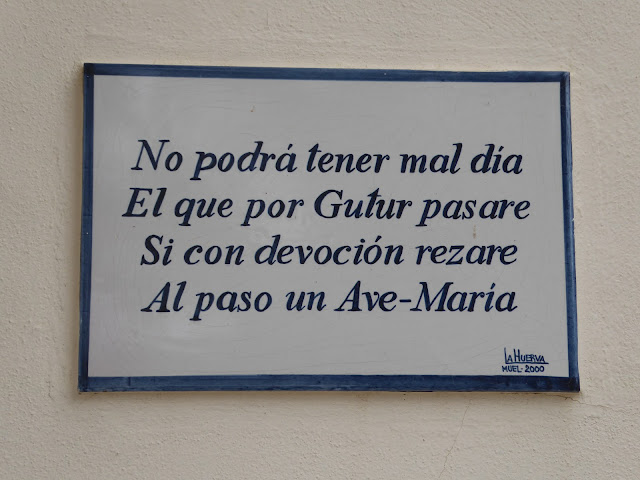 No podrá tener mal día
El que por Gutur pasare
Si con devoción rezare
Al paso un Ave-María
LA HUERVA
MUEL-2000